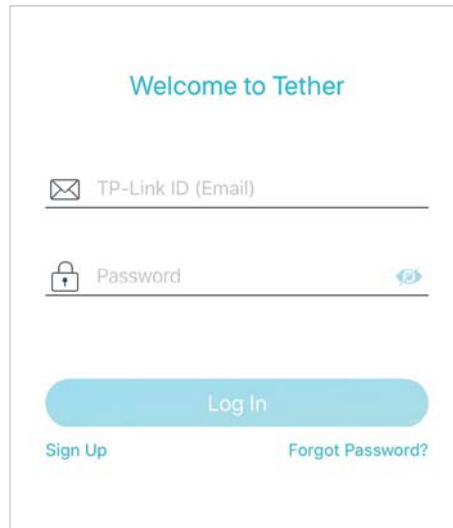 Welcome to Tether
TP-Link ID (Email)
Password
Log In
Sign Up Forgot Password?